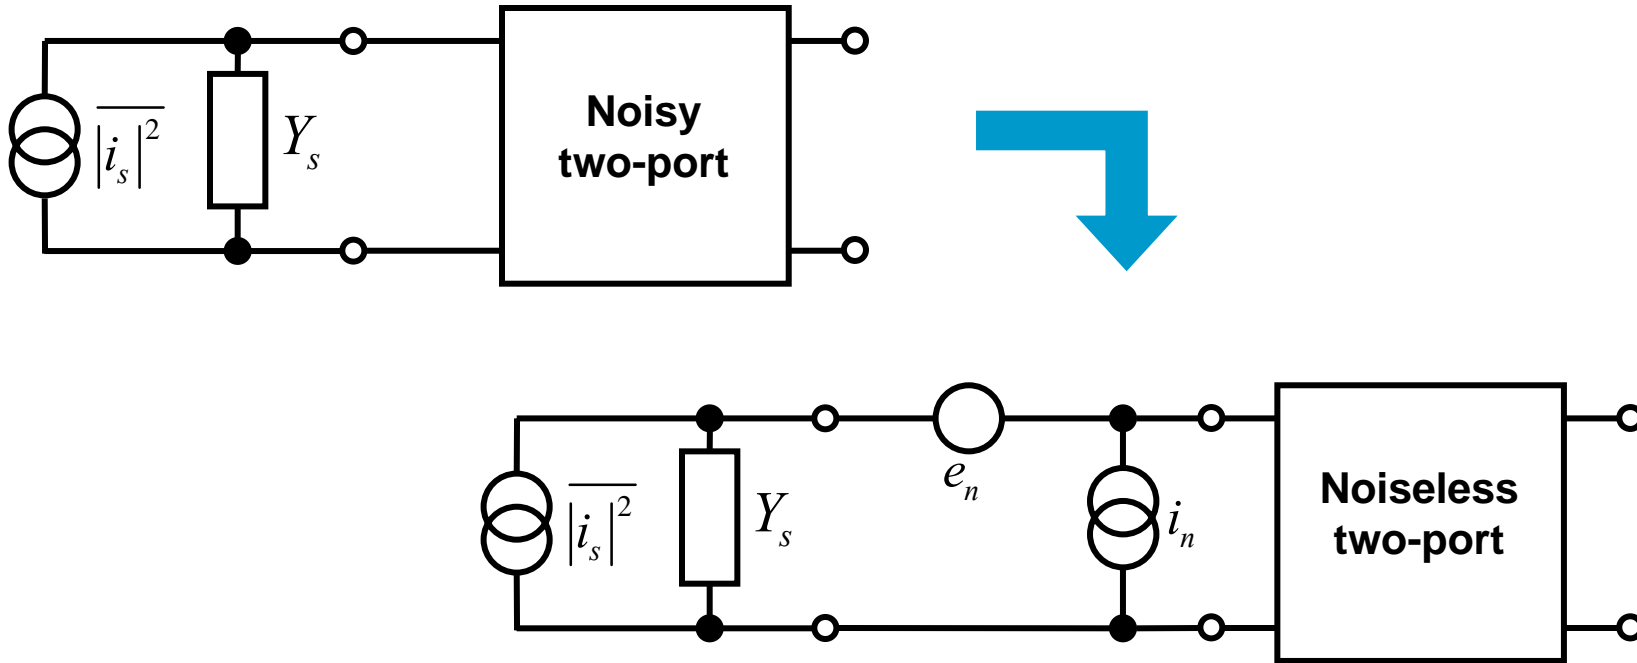 |i_s|^2
Y_s
Noisy
two-port
e_n
|i_s|^2
Y_s
i_n
Noiseless
two-port